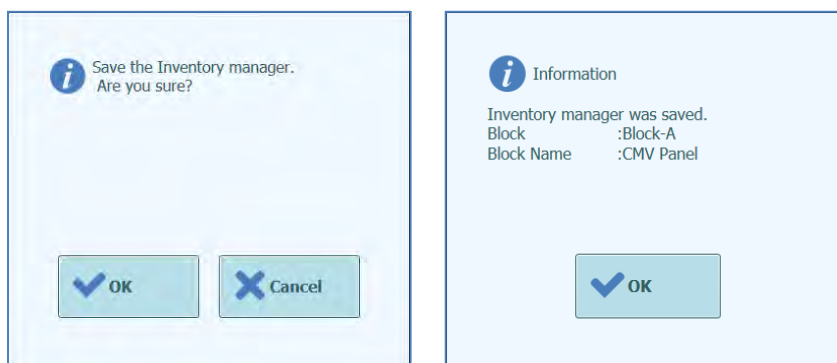 Save the Inventory manager.
Are you sure?
OK
Cancel
Information
Inventory manager was saved.
Block :Block-A
Block Name :CMV Panel
OK